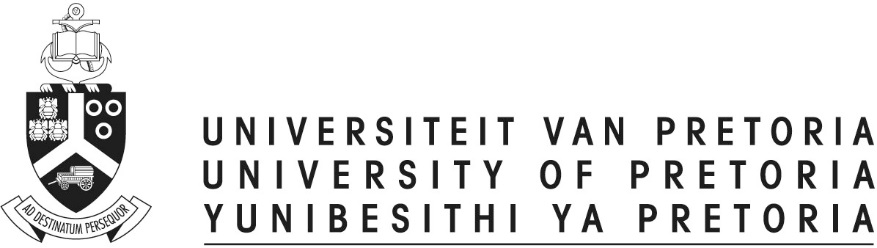 AD DESTINATUM PERSEQUOR
UNIVERSITEIT VAN PRETORIA
UNIVERSITY OF PRETORIA
YUNIBESITHI YA PRETORIA